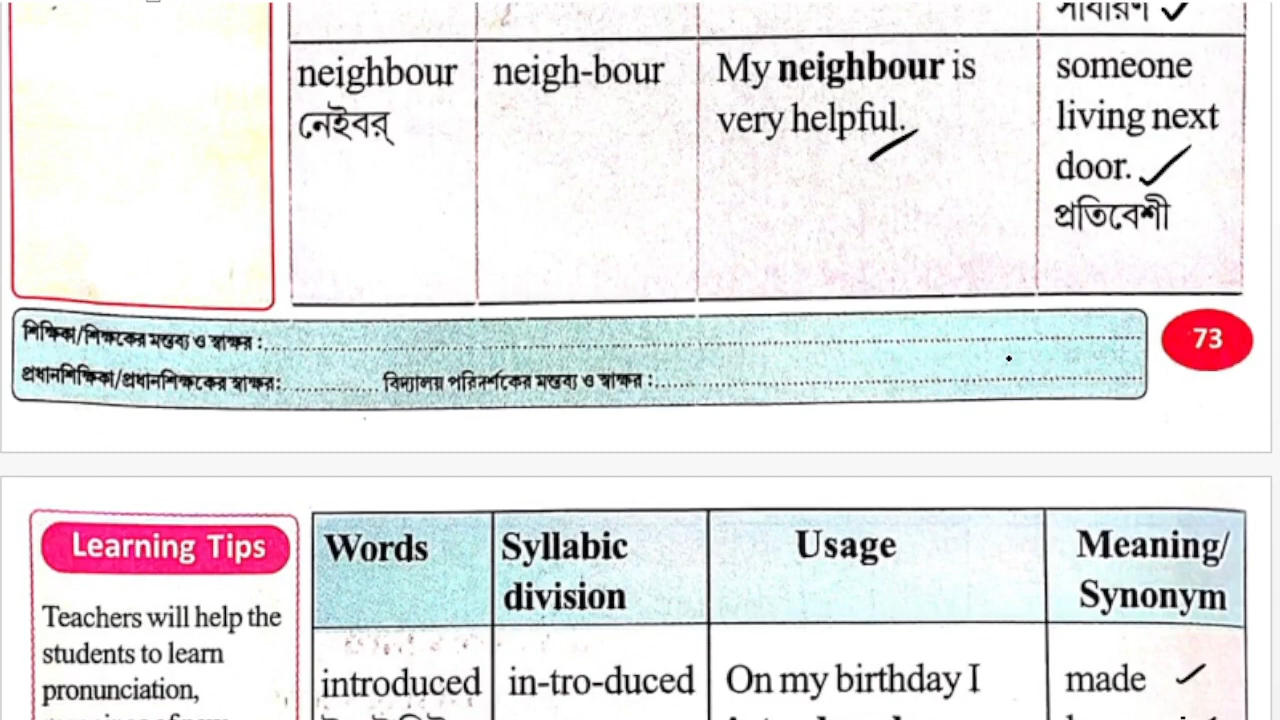 সাধারণ
neighbour neigh-bour My neighbour is someone
নেইবর্ very helpful. living next
door.
প্রতিবেশী
শিক্ষিকা/শিক্ষকের মন্তব্য ও স্বাক্ষর :
73
প্রধানশিক্ষিকা/প্রধানশিক্ষকের স্বাক্ষর: বিদ্যালয় পরিদর্শকের মন্তব্য ও স্বাক্ষর :
Learning Tips
Words Syllabic Usage Meaning/
division Synonym
Teachers will help the
students to learn
pronunciation,
introduced in-tro-duced On my birthday I made